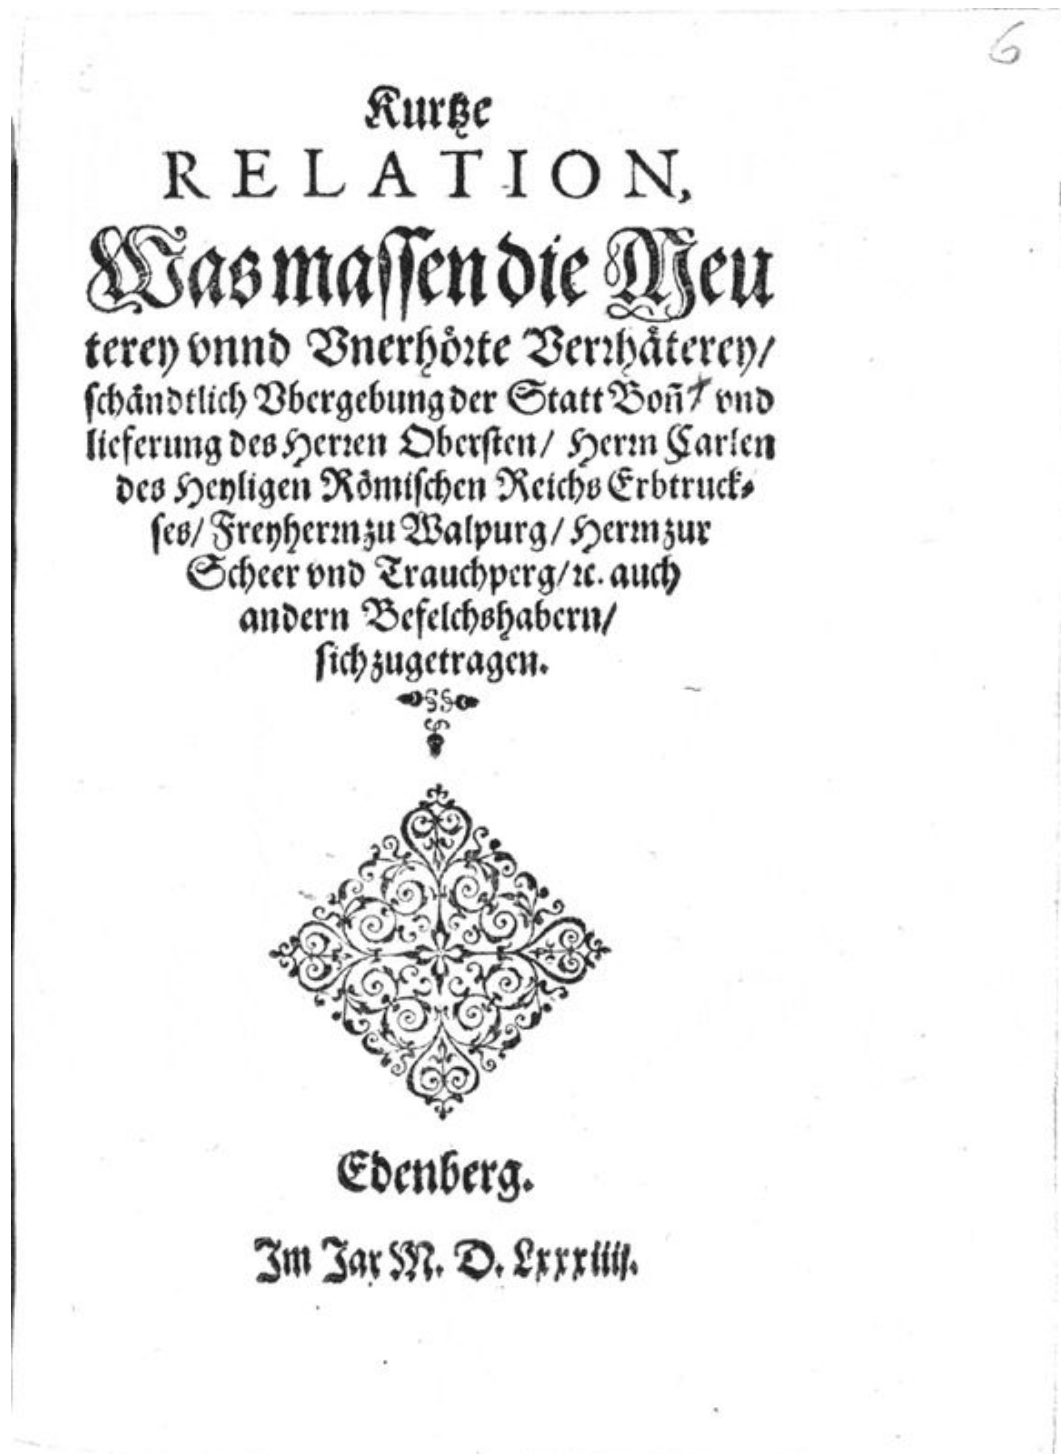 6
Kurtze
RELATION,
Was massen die Meu
terey vnnd Vnerhörte Verrhäterey/
schändtlich Vbergebung der Statt Boñ/ vnd
lieferung des Herren Obersten/ Herrn Carlen
des Heyligen Römischen Reichs Erbtruck-
ses/ Freyherrn zu Walpurg/ Herrn zur
Scheer vnd Trauchperg/ ꝛc. auch
andern Befelchshabern/
sich zugetragen.
Edenberg.
Im Jar M. D. Lxxxiiij.